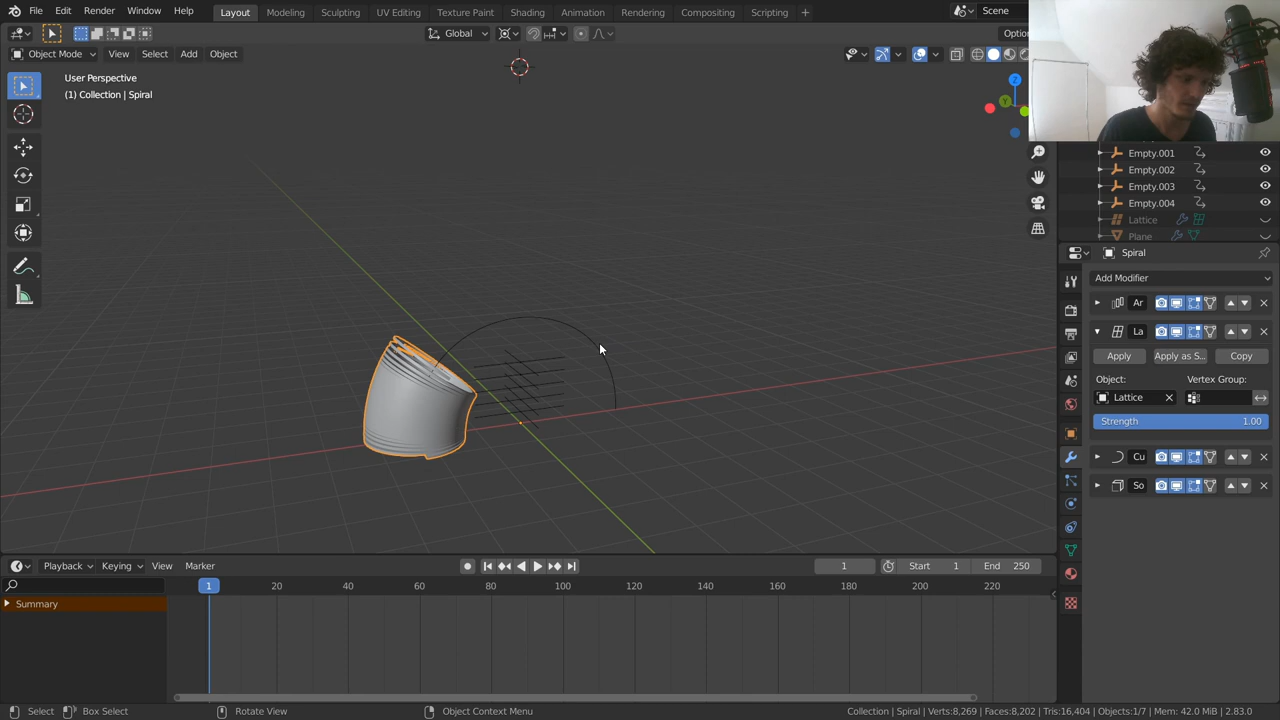 File Edit Render Window Help Layout Modeling Sculpting UV Editing Texture Paint Shading Animation Rendering Compositing Scripting + Scene
Global Optio
Object Mode View Select Add Object
User Perspective
(1) Collection | Spiral
Z
Y
Empty.001
Empty.002
Empty.003
Empty.004
Lattice
Plane
Spiral
Add Modifier
Ar
La
Apply Apply as S... Copy
Object: Vertex Group:
Lattice
Strength 1.00
Cu
So
Playback Keying View Marker 1 Start 1 End 250
1 20 40 60 80 100 120 140 160 180 200 220
Summary
Select Box Select Rotate View Object Context Menu Collection | Spiral | Verts:8,269 | Faces:8,202 | Tris:16,404 | Objects:1/7 | Mem: 42.0 MiB | 2.83.0